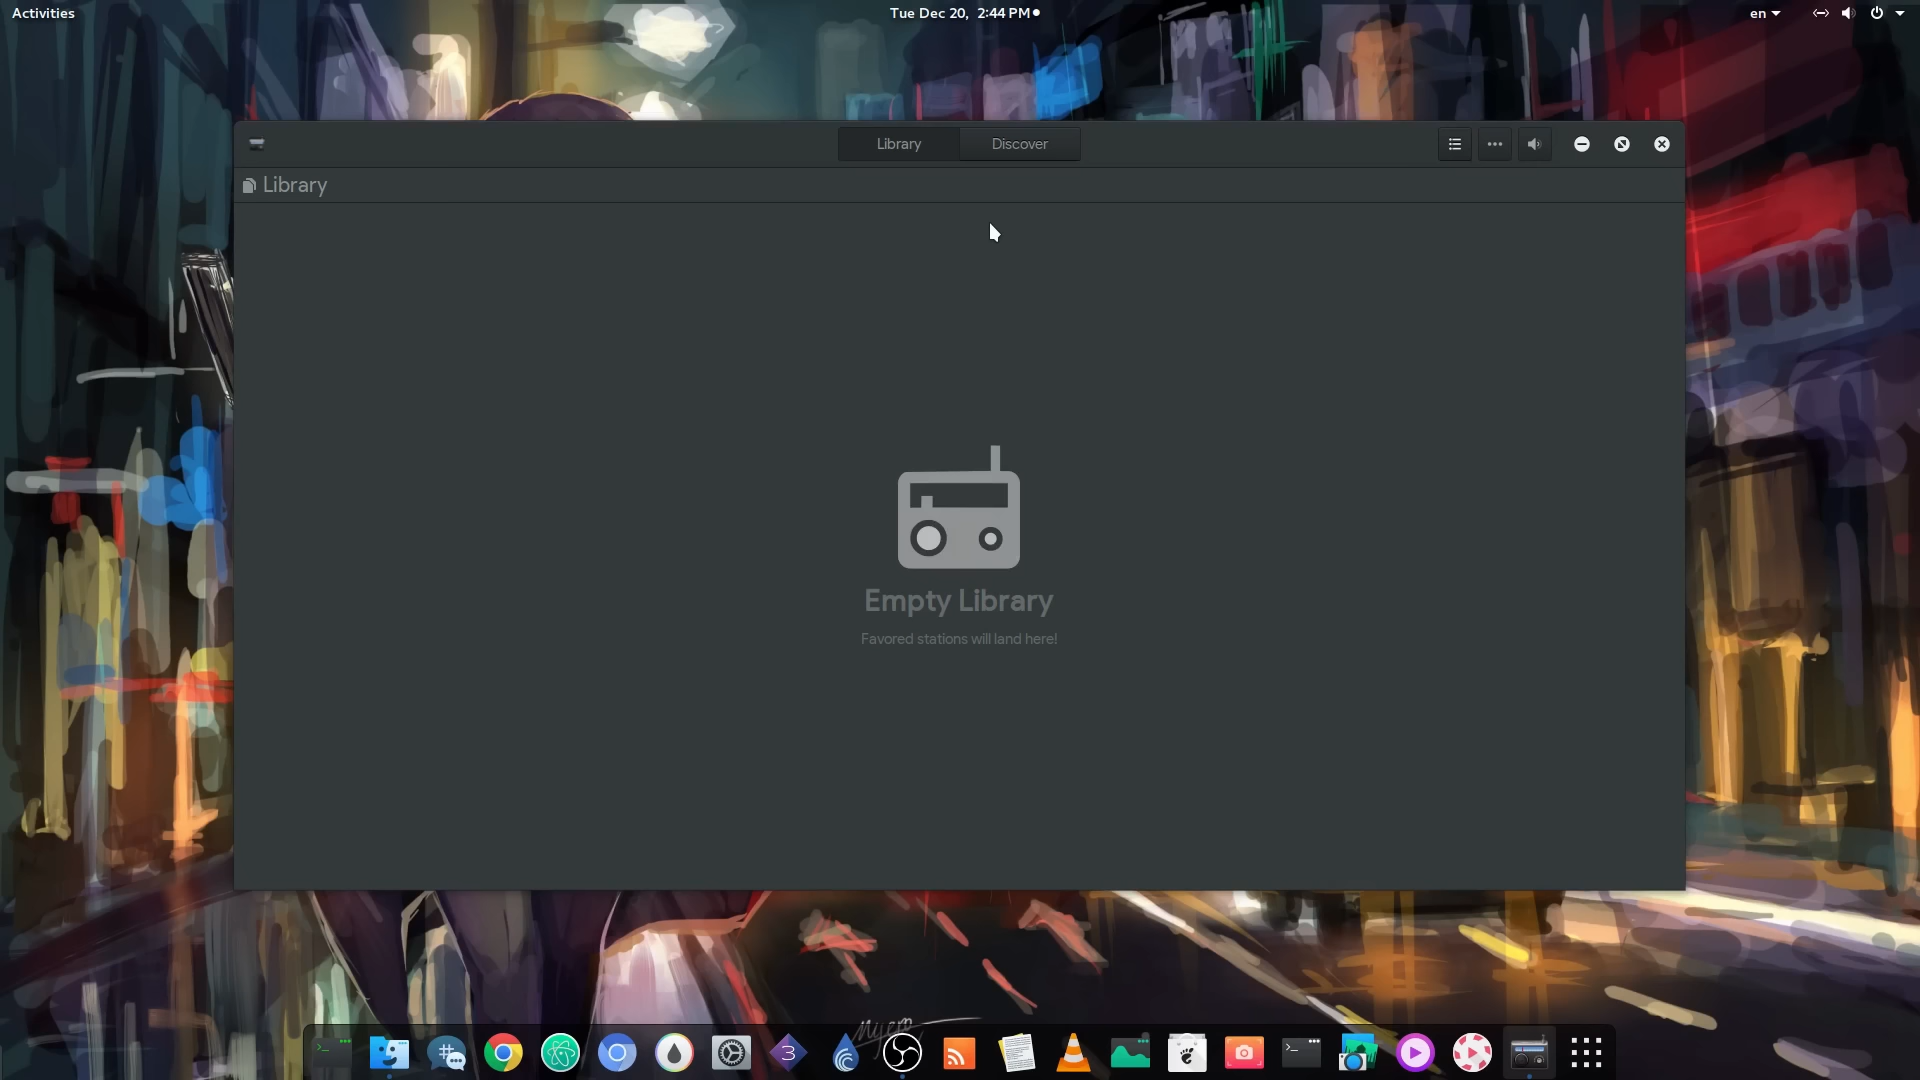 Activities
Tue Dec 20, 2:44 PM
en
Library
Discover
Library
Empty Library
Favored stations will land here!
3